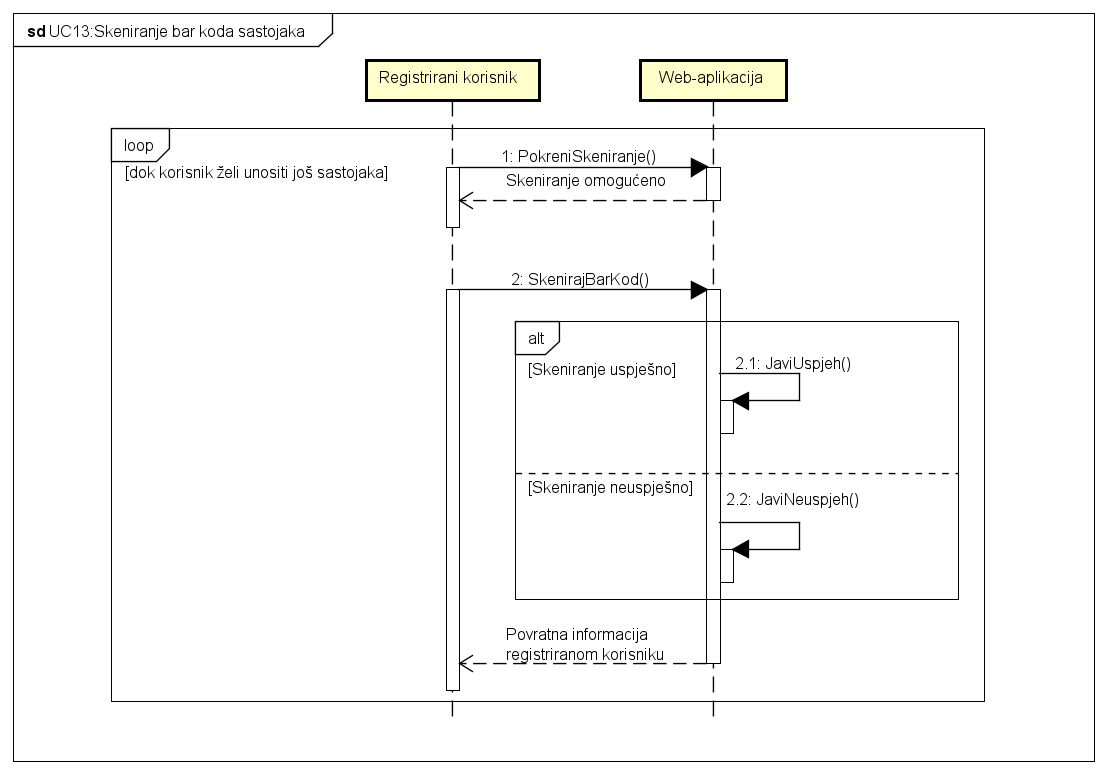 sd UC13:Skeniranje bar koda sastojaka
Registrirani korisnik
Web-aplikacija
loop
[dok korisnik želi unositi još sastojaka]
1: PokreniSkeniranje()
Skeniranje omogućeno
2: SkenirajBarKod()
alt
[Skeniranje uspješno]
2.1: JaviUspjeh()
[Skeniranje neuspješno]
2.2: JaviNeuspjeh()
Povratna informacija
registriranom korisniku